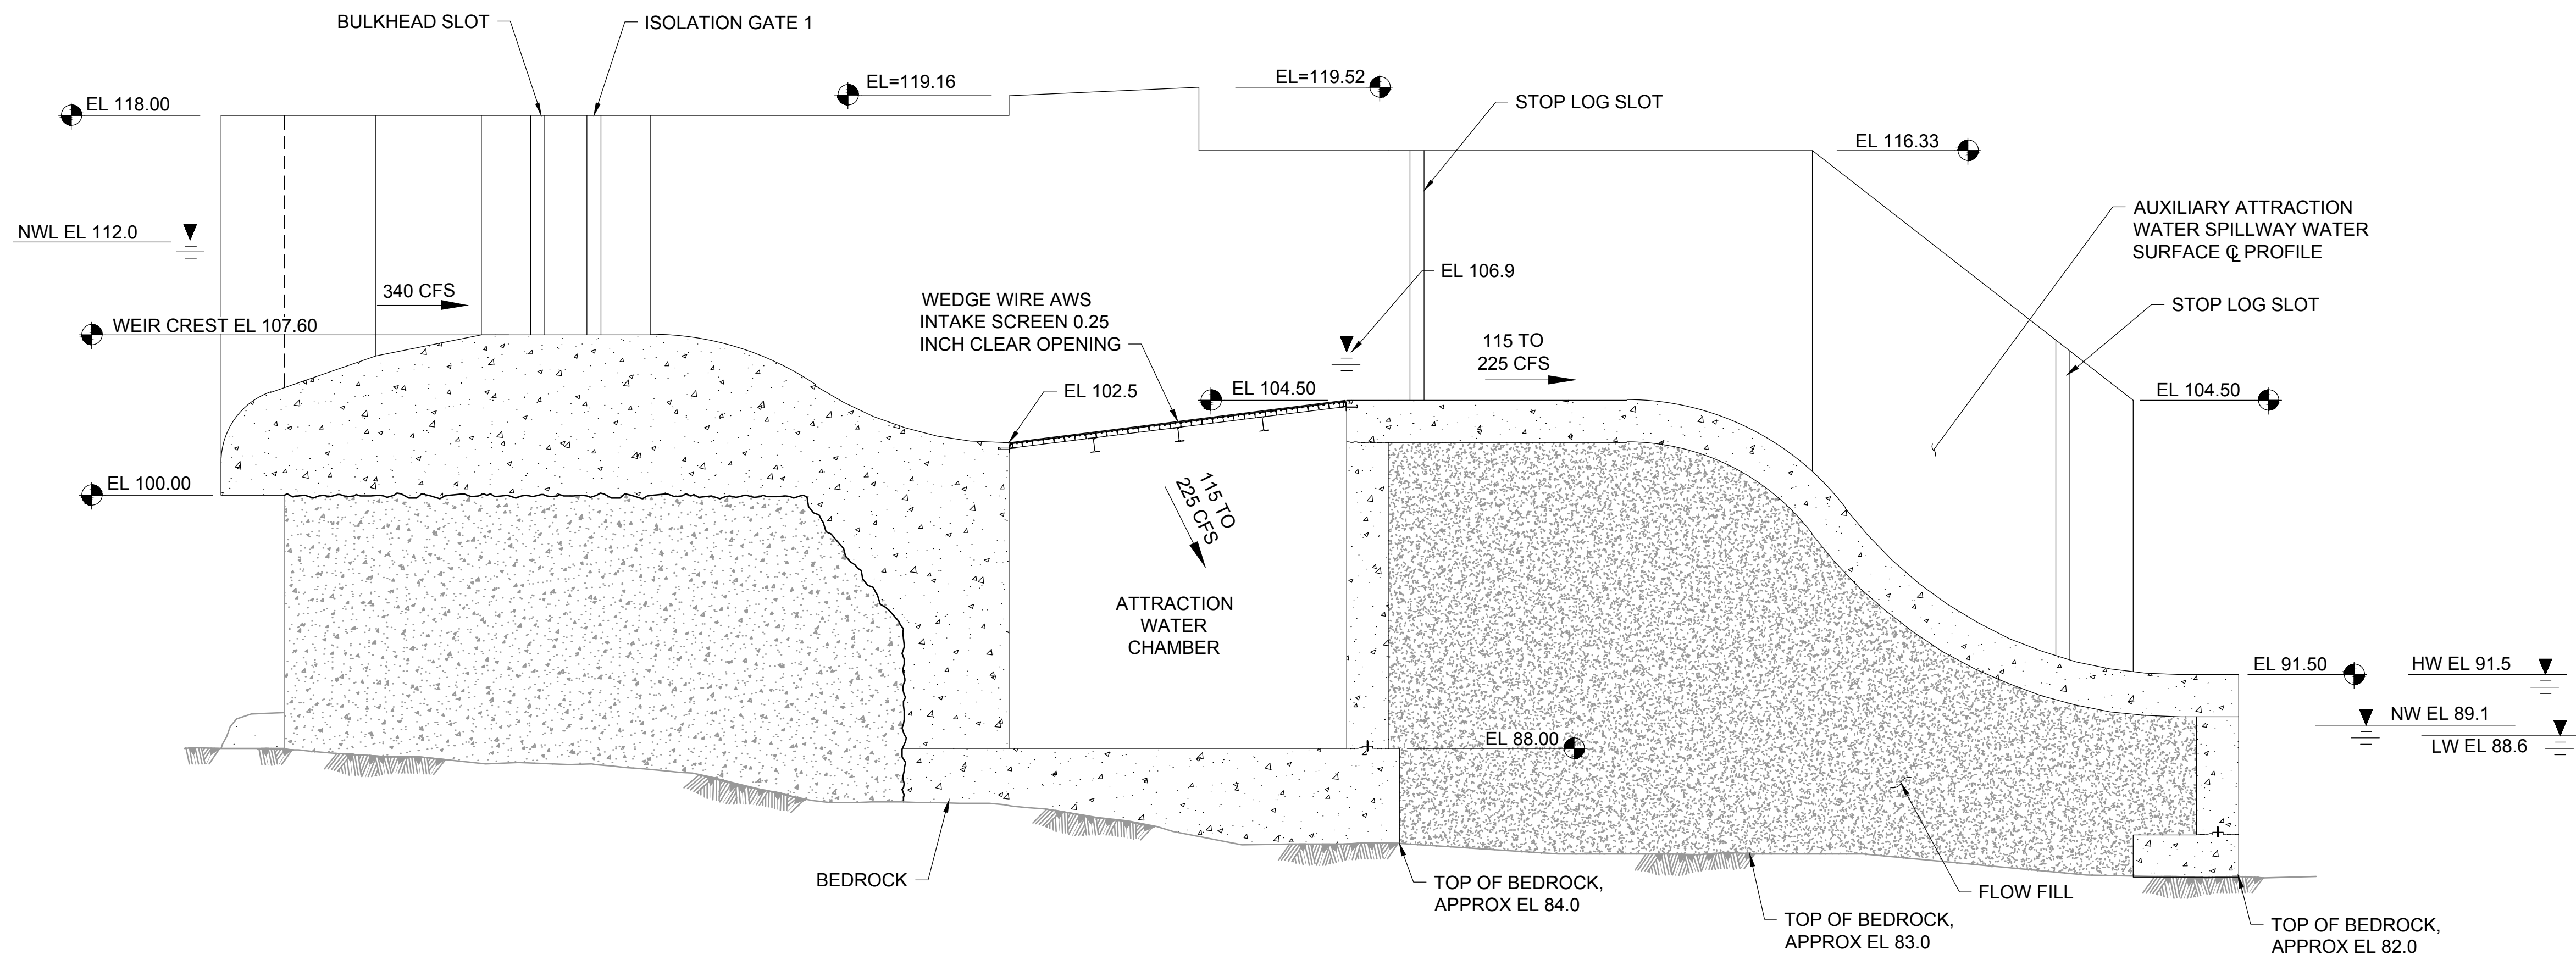 BULKHEAD SLOT
ISOLATION GATE 1
EL=119.16
EL=119.52
EL 118.00
STOP LOG SLOT
EL 116.33
NWL EL 112.0
AUXILIARY ATTRACTION
WATER SPILLWAY WATER
SURFACE ℄ PROFILE
EL 106.9
340 CFS
WEDGE WIRE AWS
INTAKE SCREEN 0.25
INCH CLEAR OPENING
STOP LOG SLOT
WEIR CREST EL 107.60
115 TO
225 CFS
EL 102.5
EL 104.50
EL 104.50
EL 100.00
115 TO
225 CFS
ATTRACTION
WATER
CHAMBER
EL 91.50
HW EL 91.5
NW EL 89.1
LW EL 88.6
EL 88.00
BEDROCK
TOP OF BEDROCK,
APPROX EL 84.0
FLOW FILL
TOP OF BEDROCK,
APPROX EL 83.0
TOP OF BEDROCK,
APPROX EL 82.0